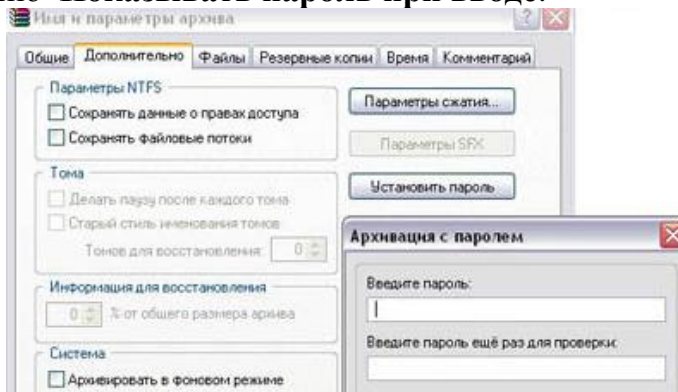 Показывать пароль при вводе.
Имя и параметры архива
Общие Дополнительно Файлы Резервные копии Время Комментарий
Параметры NTFS
Сохранять данные о правах доступа
Сохранять файловые потоки
Параметры сжатия...
Параметры SFX
Тома
Делать паузу после каждого тома
Старый стиль именования томов
Томов для восстановления: 0
Установить пароль
Информация для восстановления
0 % от общего размера архива
Система
Архивировать в фоновом режиме
Архивация с паролем
Введите пароль:
Введите пароль ещё раз для проверки: